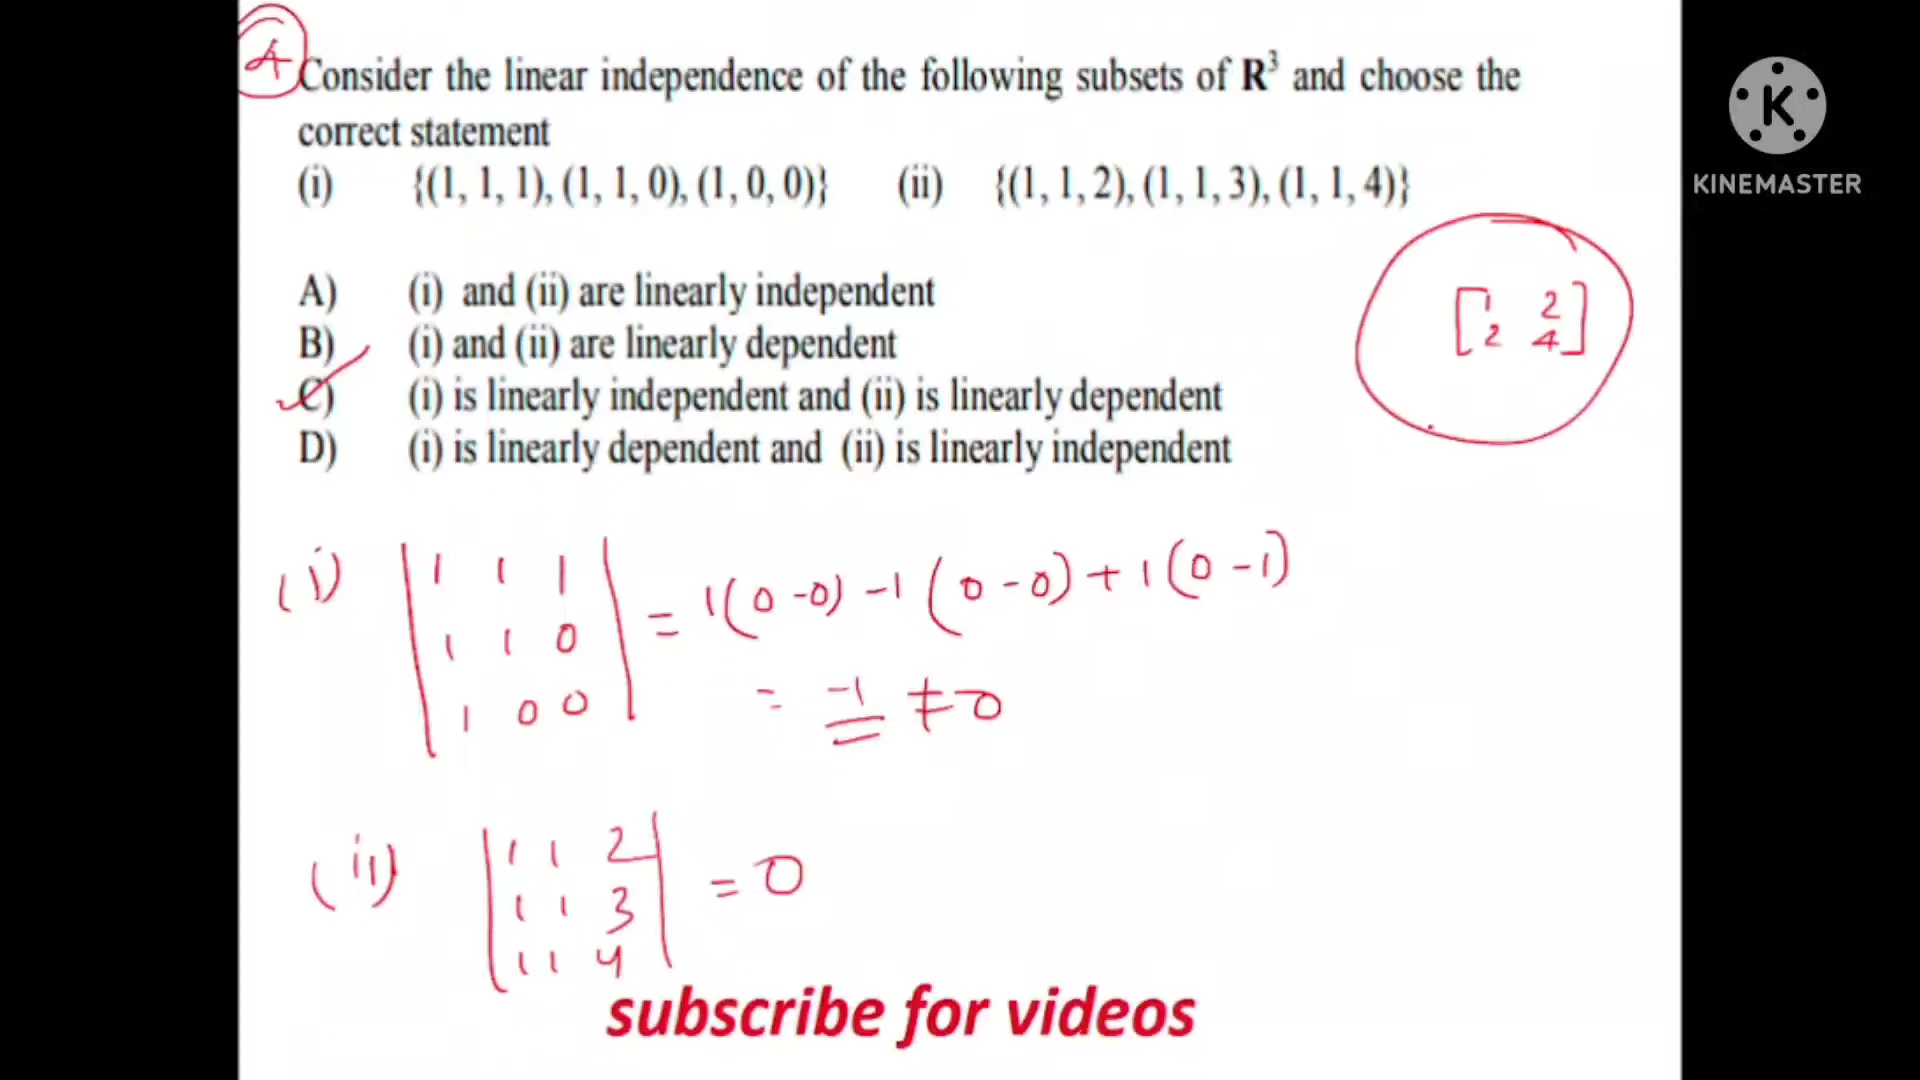 A
Consider the linear independence of the following subsets of R³ and choose the
correct statement
(i) {(1, 1, 1), (1, 1, 0), (1, 0, 0)} (ii) {(1, 1, 2), (1, 1, 3), (1, 1, 4)}
A) (i) and (ii) are linearly independent
B) (i) and (ii) are linearly dependent
C) (i) is linearly independent and (ii) is linearly dependent
D) (i) is linearly dependent and (ii) is linearly independent
[1 2
2 4]
(i) |1 1 1| = 1(0-0) -1(0-0)+1(0-1)
|1 1 0|
|1 0 0|
= -1 ≠0
(ii) |1 1 2| = 0
|1 1 3|
|1 1 4|
subscribe for videos
K
KINEMASTER